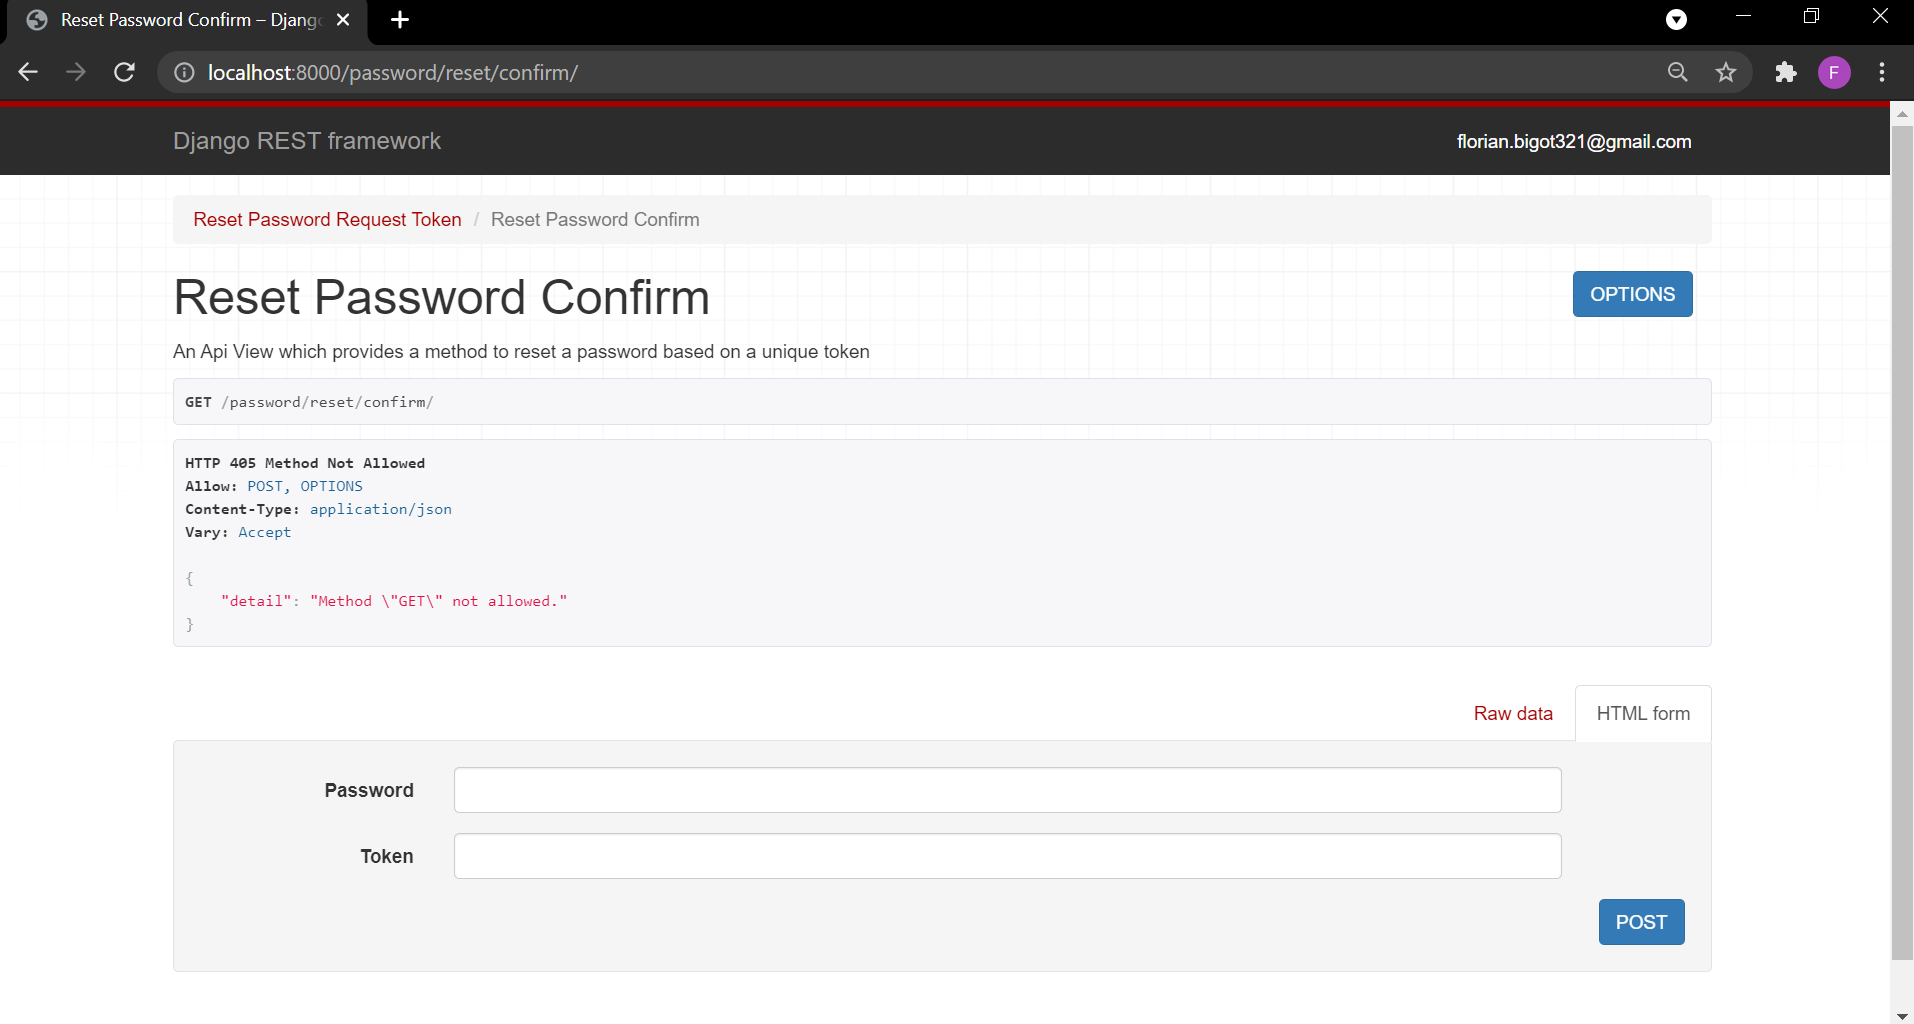 Reset Password Confirm – Djang
localhost:8000/password/reset/confirm/
F
Django REST framework
florian.bigot321@gmail.com
Reset Password Request Token / Reset Password Confirm
Reset Password Confirm
OPTIONS
An Api View which provides a method to reset a password based on a unique token
GET /password/reset/confirm/
HTTP 405 Method Not Allowed
Allow: POST, OPTIONS
Content-Type: application/json
Vary: Accept
{
"detail": "Method \"GET\" not allowed."
}
Raw data
HTML form
Password
Token
POST